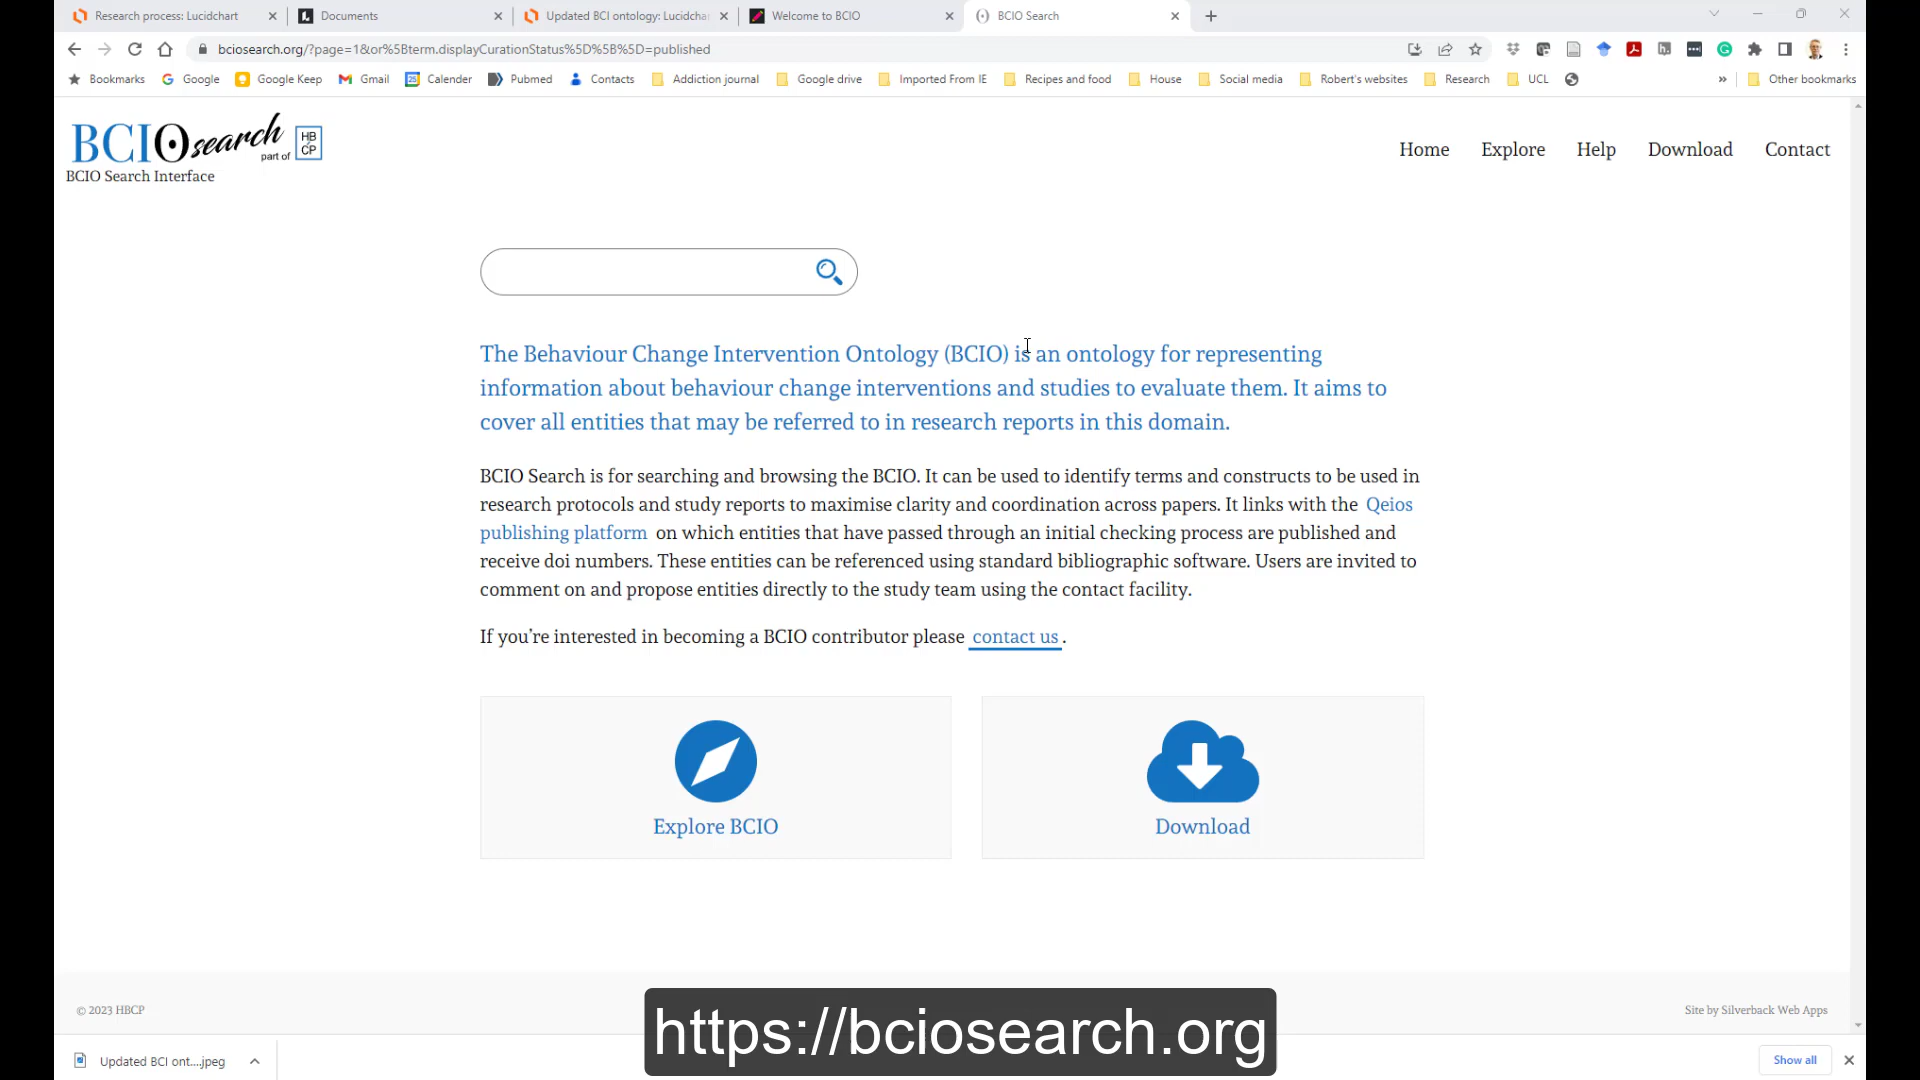 Research process: Lucidchart
Documents
Updated BCI ontology: Lucidcha
Welcome to BCIO
BCIO Search
bciosearch.org/?page=1&or%5Bterm.displayCurationStatus%5D%5B%5D=published
Bookmarks
Google
Google Keep
Gmail
Calender
Pubmed
Contacts
Addiction journal
Google drive
Imported From IE
Recipes and food
House
Social media
Robert's websites
Research
UCL
»
Other bookmarks
BCIOsearch
part of
HB
CP
BCIO Search Interface
Home
Explore
Help
Download
Contact
The Behaviour Change Intervention Ontology (BCIO) is an ontology for representing
information about behaviour change interventions and studies to evaluate them. It aims to
cover all entities that may be referred to in research reports in this domain.
BCIO Search is for searching and browsing the BCIO. It can be used to identify terms and constructs to be used in
research protocols and study reports to maximise clarity and coordination across papers. It links with the Qeios
publishing platform on which entities that have passed through an initial checking process are published and
receive doi numbers. These entities can be referenced using standard bibliographic software. Users are invited to
comment on and propose entities directly to the study team using the contact facility.
If you're interested in becoming a BCIO contributor please contact us.
Explore BCIO
Download
© 2023 HBCP
Site by Silverback Web Apps
https://bciosearch.org
Updated BCI ont....jpeg
Show all